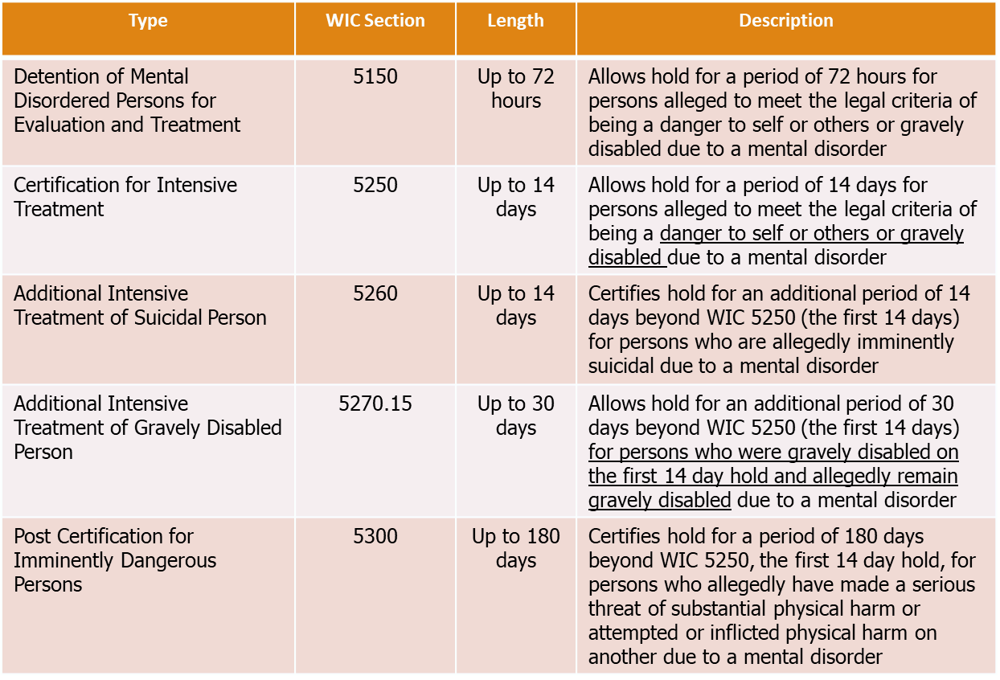 Type
WIC Section
Length
Description
Detention of Mental
Disordered Persons for
Evaluation and Treatment
5150
Up to 72
hours
Allows hold for a period of 72 hours for
persons alleged to meet the legal criteria of
being a danger to self or others or gravely
disabled due to a mental disorder
Certification for Intensive
Treatment
5250
Up to 14
days
Allows hold for a period of 14 days for
persons alleged to meet the legal criteria of
being a danger to self or others or gravely
disabled due to a mental disorder
Additional Intensive
Treatment of Suicidal Person
5260
Up to 14
days
Certifies hold for an additional period of 14
days beyond WIC 5250 (the first 14 days)
for persons who are allegedly imminently
suicidal due to a mental disorder
Additional Intensive
Treatment of Gravely Disabled
Person
5270.15
Up to 30
days
Allows hold for an additional period of 30
days beyond WIC 5250 (the first 14 days)
for persons who were gravely disabled on
the first 14 day hold and allegedly remain
gravely disabled due to a mental disorder
Post Certification for
Imminently Dangerous
Persons
5300
Up to 180
days
Certifies hold for a period of 180 days
beyond WIC 5250, the first 14 day hold, for
persons who allegedly have made a serious
threat of substantial physical harm or
attempted or inflicted physical harm on
another due to a mental disorder